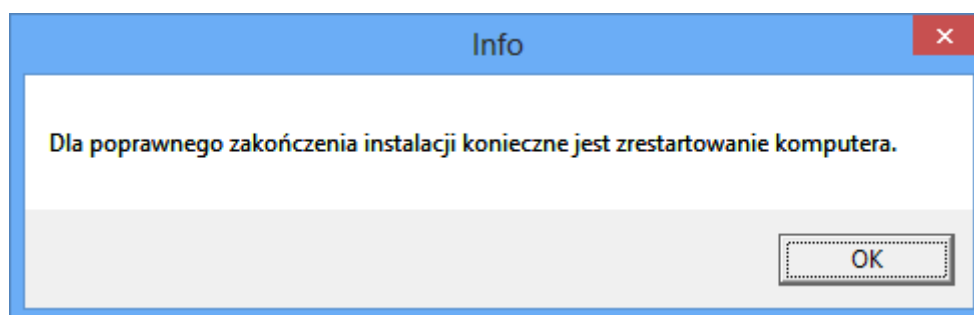 Info
Dla poprawnego zakończenia instalacji konieczne jest zrestartowanie komputera.
OK